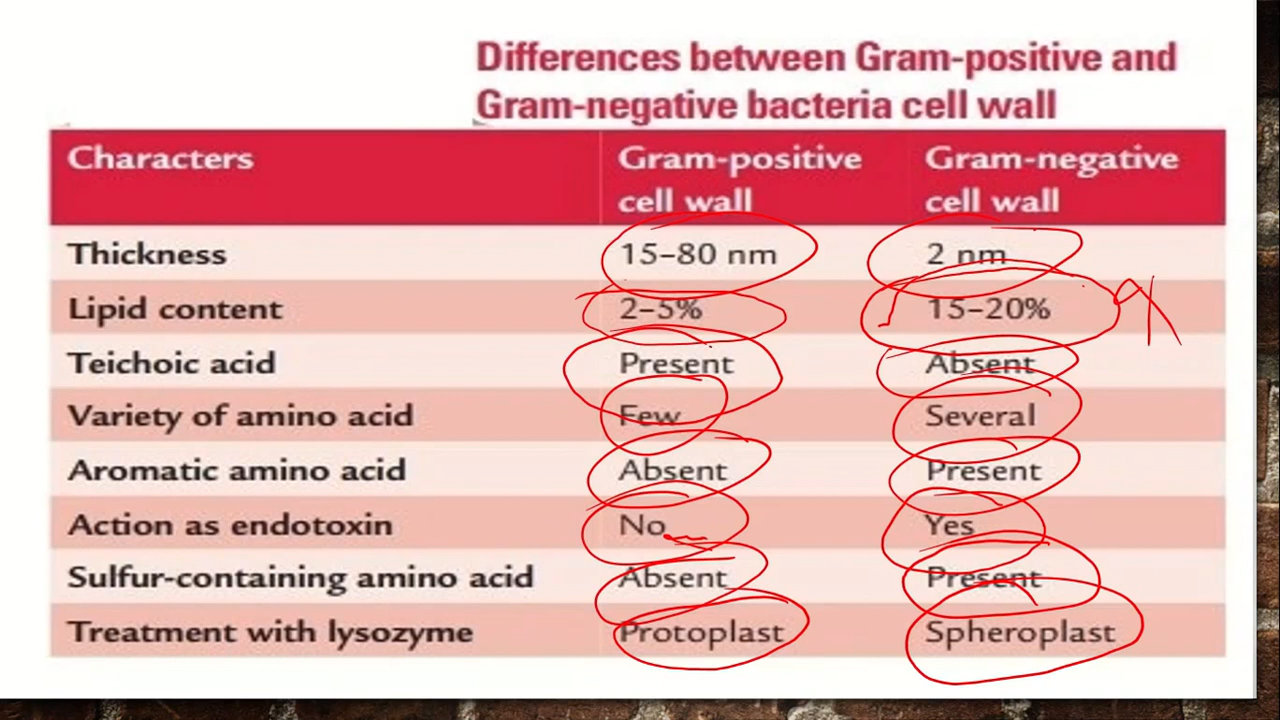 Differences between Gram-positive and
Gram-negative bacteria cell wall
Characters Gram-positive cell wall Gram-negative cell wall
Thickness 15–80 nm 2 nm
Lipid content 2–5% 15–20%
Teichoic acid Present Absent
Variety of amino acid Few Several
Aromatic amino acid Absent Present
Action as endotoxin No Yes
Sulfur-containing amino acid Absent Present
Treatment with lysozyme Protoplast Spheroplast